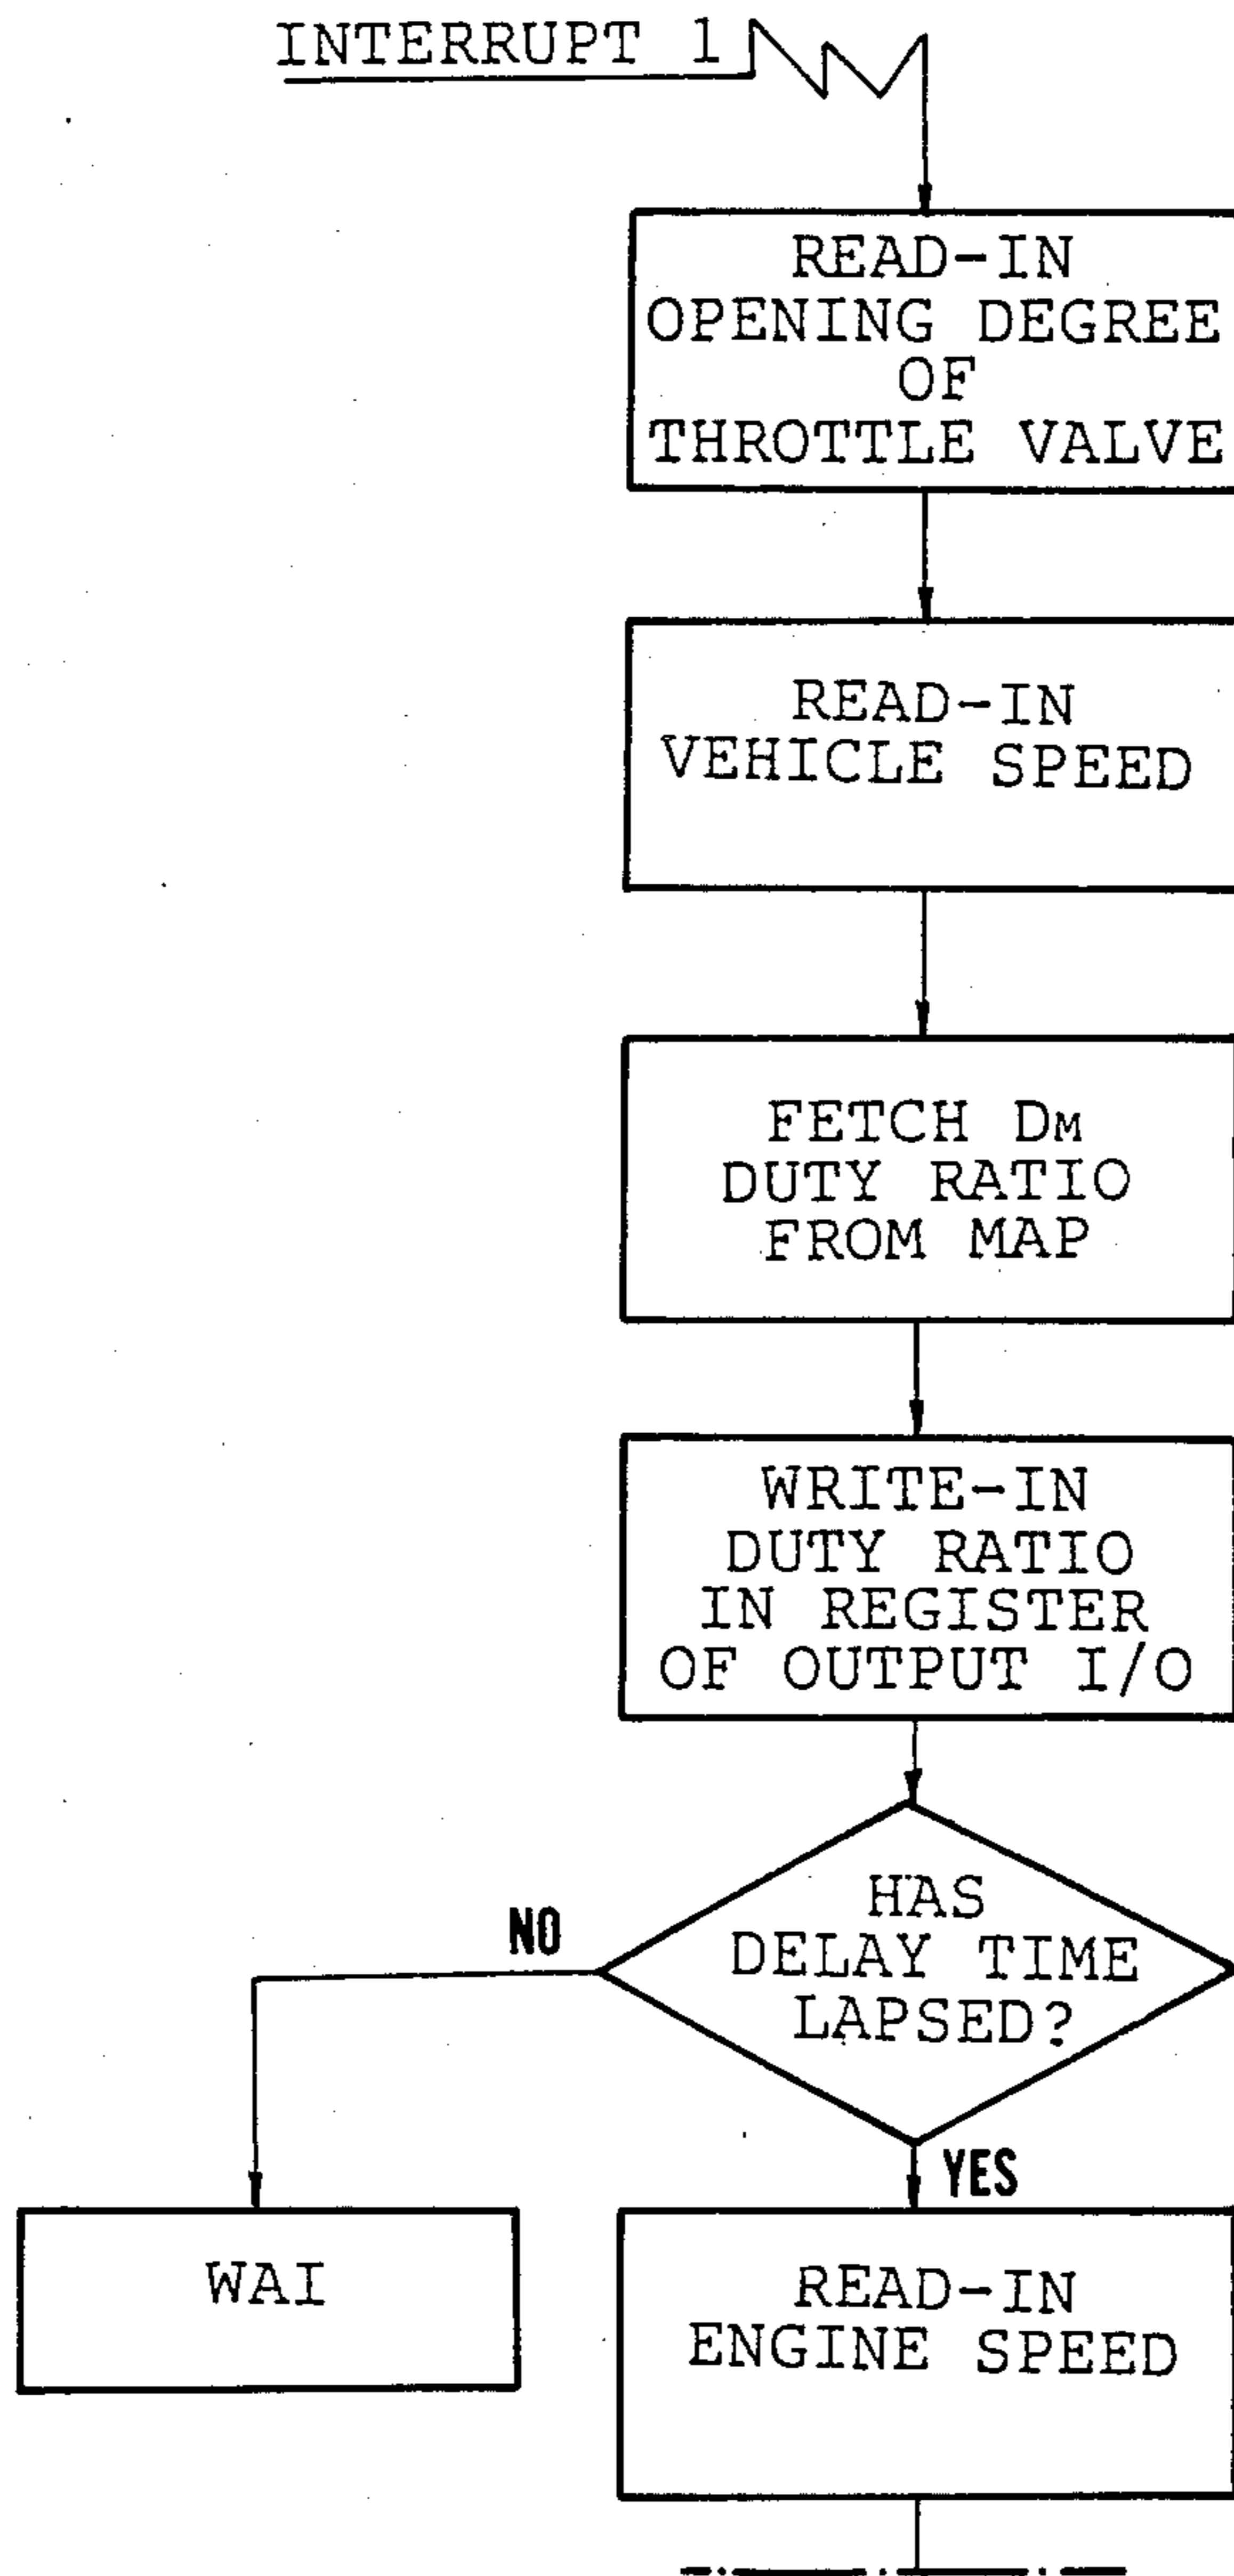 INTERRUPT 1
READ-IN
OPENING DEGREE
OF
THROTTLE VALVE
READ-IN
VEHICLE SPEED
FETCH DM
DUTY RATIO
FROM MAP
WRITE-IN
DUTY RATIO
IN REGISTER
OF OUTPUT I/O
HAS
DELAY TIME
LAPSED?
NO
YES
WAI
READ-IN
ENGINE SPEED